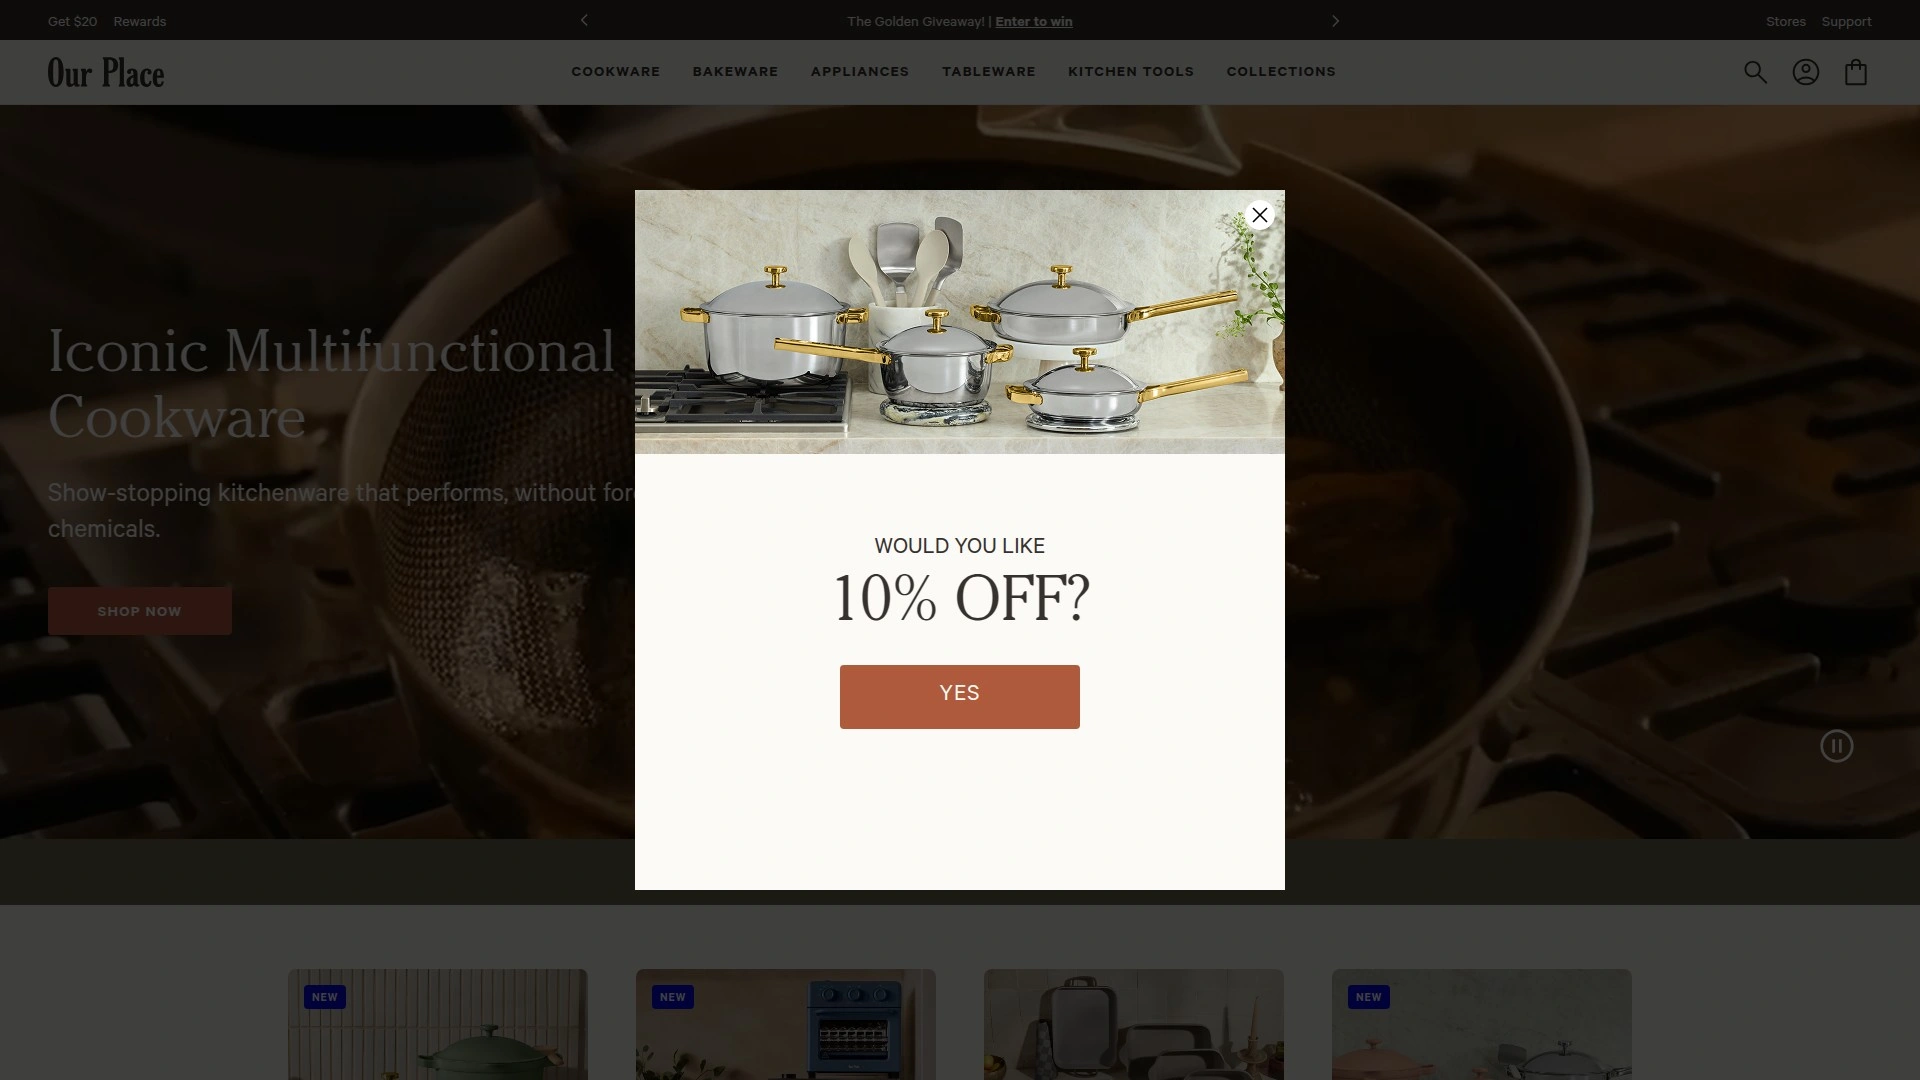 Get $20 Rewards The Golden Giveaway! | Enter to win Stores Support
Our Place COOKWARE BAKEWARE APPLIANCES TABLEWARE KITCHEN TOOLS COLLECTIONS
Iconic Multifunctional
Cookware
Show-stopping kitchenware that performs, without
chemicals.
SHOP NOW
WOULD YOU LIKE
10% OFF?
YES
NEW
NEW
NEW